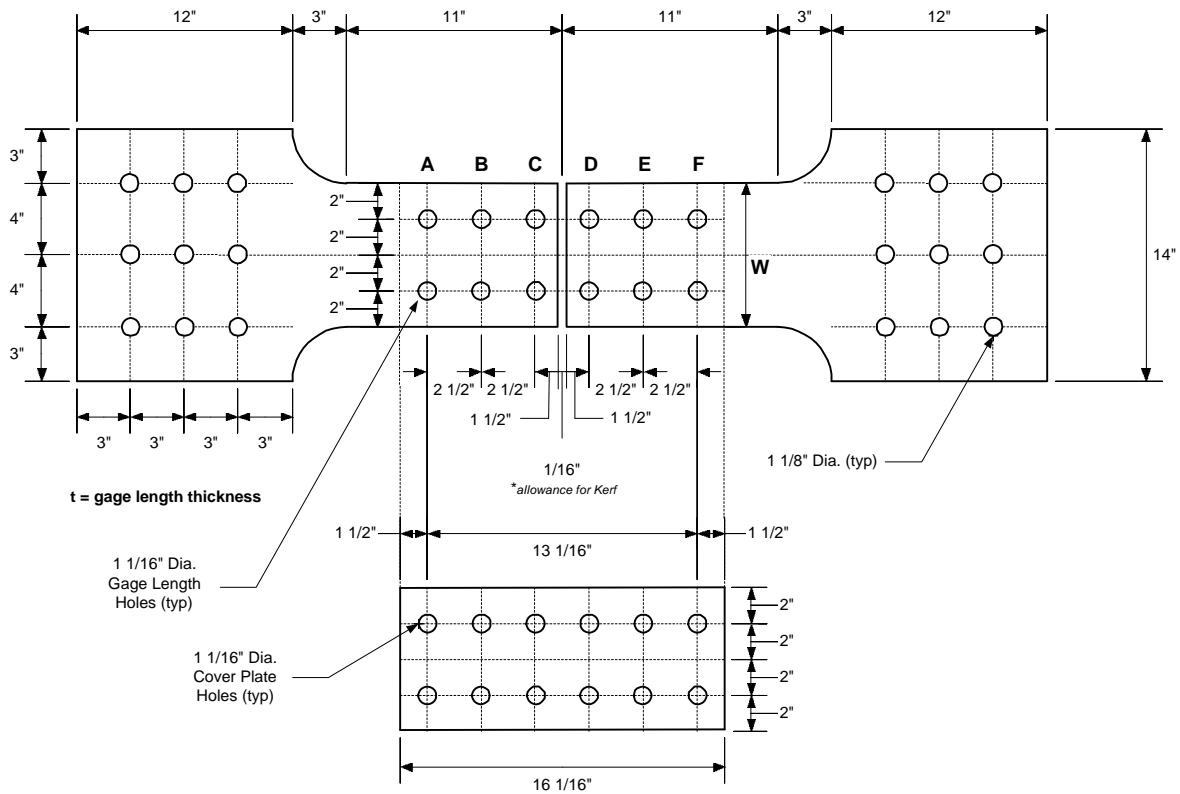 12"
3"
11"
11"
3"
12"
3"
4"
4"
3"
A
B
C
D
E
F
2"
2"
2"
2"
W
14"
2 1/2"
2 1/2"
2 1/2"
2 1/2"
1 1/2"
1 1/2"
3"
3"
3"
3"
1 1/8" Dia. (typ)
1/16"
*allowance for Kerf
t = gage length thickness
1 1/2"
13 1/16"
1 1/2"
1 1/16" Dia.
Gage Length
Holes (typ)
2"
2"
2"
2"
1 1/16" Dia.
Cover Plate
Holes (typ)
16 1/16"